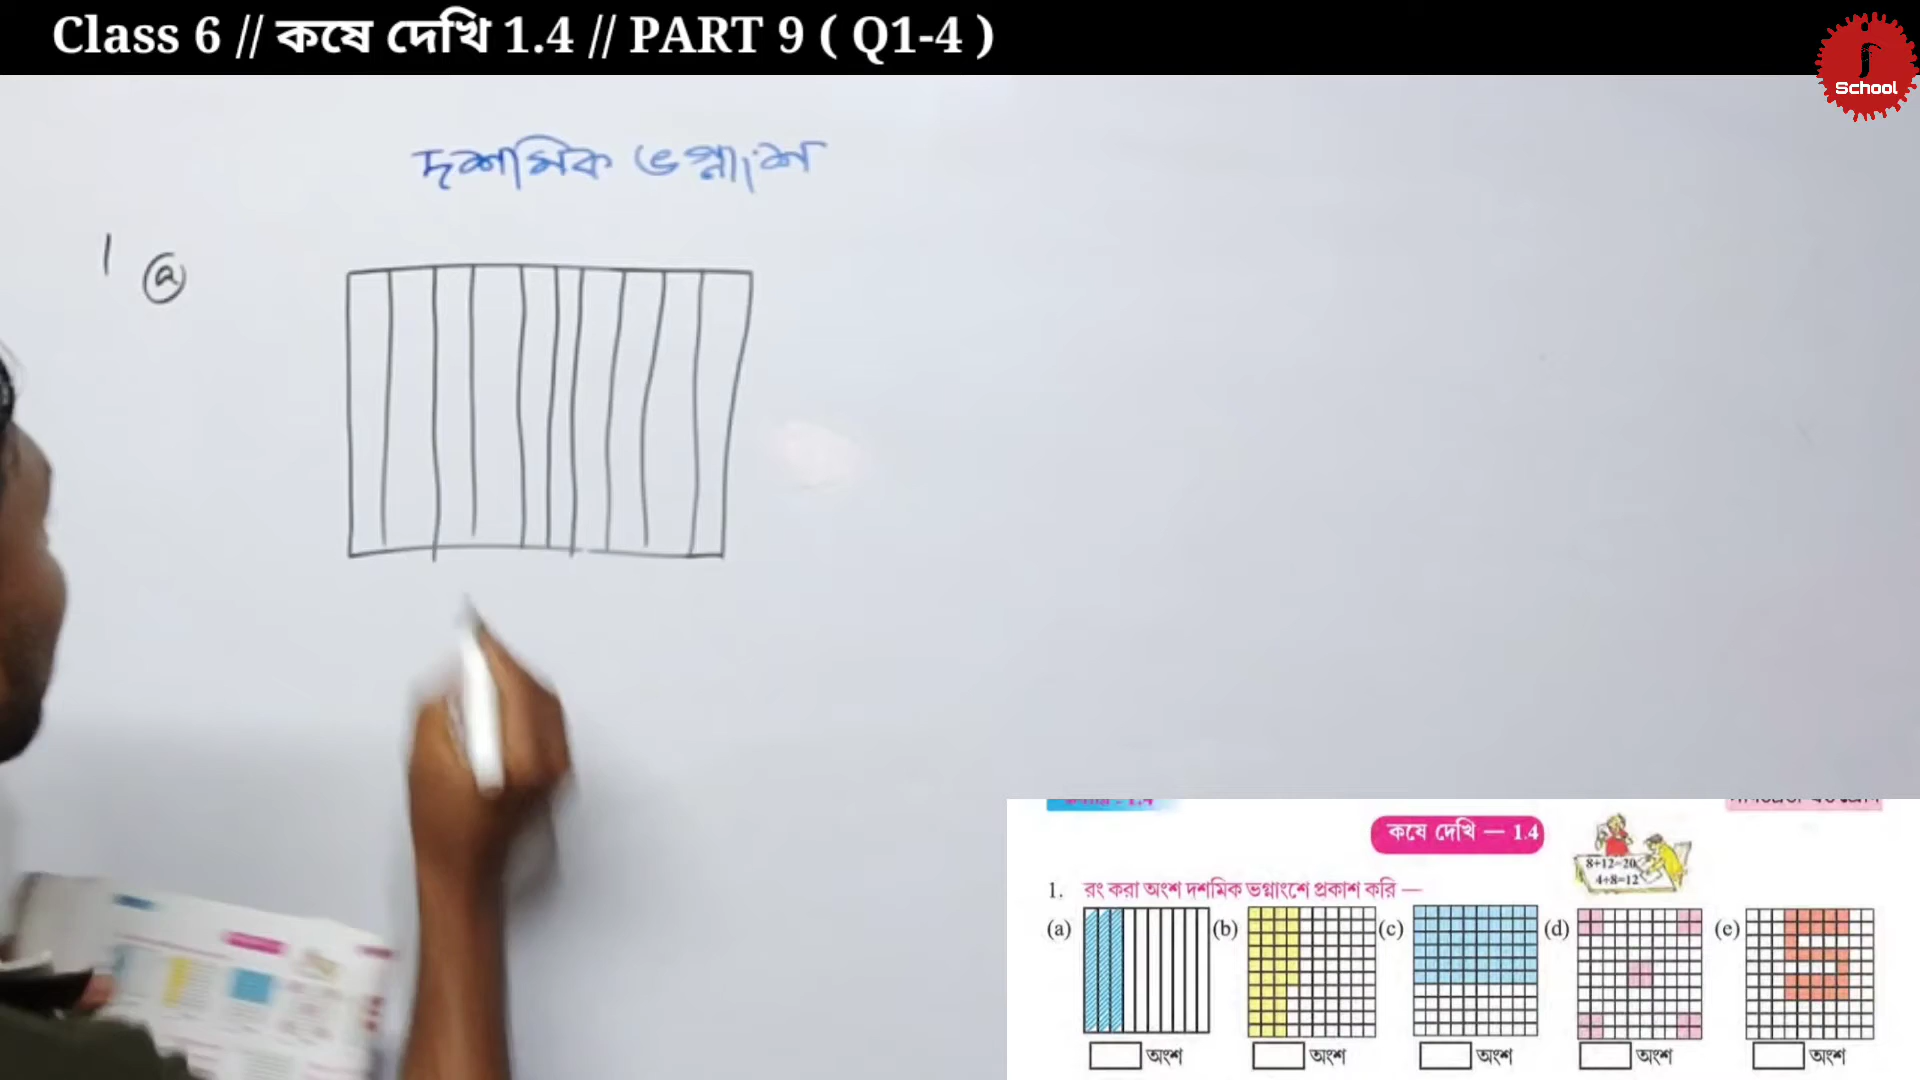 Class 6 // কষে দেখি 1.4 // PART 9 ( Q1-4 )
School
দশমিক ভগ্নাংশ
1 (a)
কষে দেখি — 1.4
8+12=20
4+8=12
1. রং করা অংশ দশমিক ভগ্নাংশে প্রকাশ করি —
(a) (b) (c) (d) (e)
অংশ অংশ অংশ অংশ অংশ